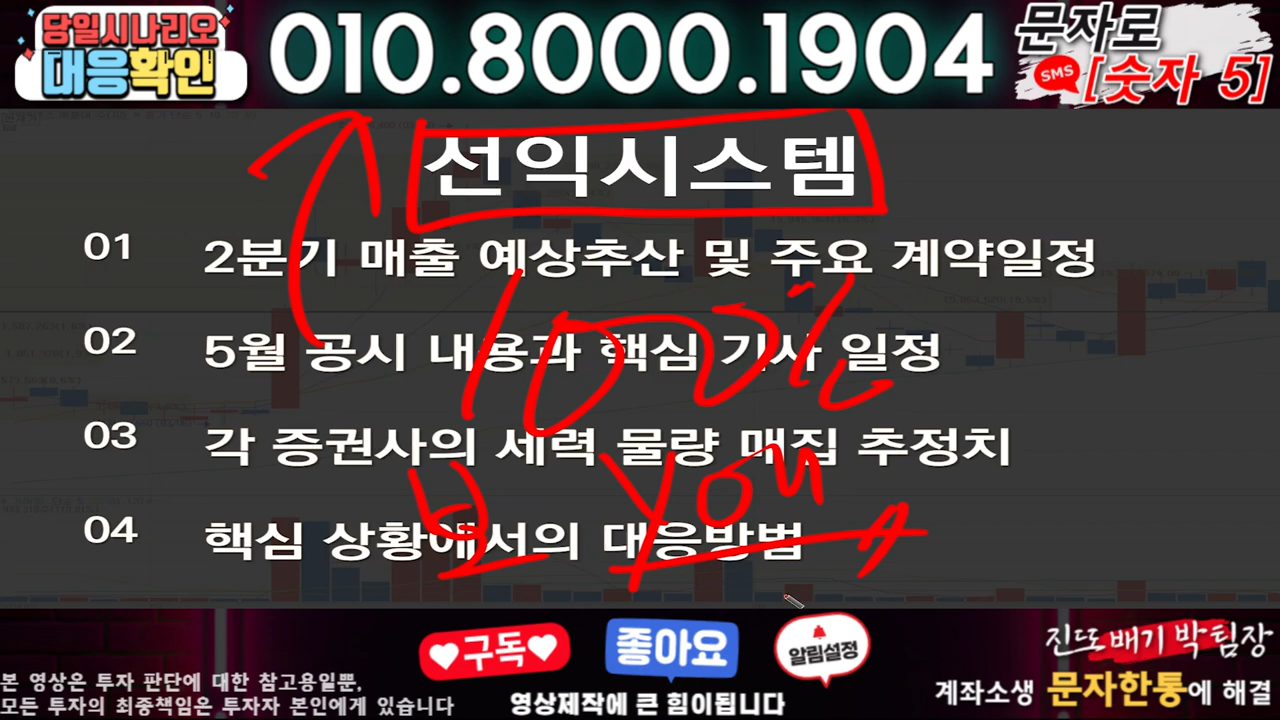 당일시나리오
대응확인
010.8000.1904
문자로
SMS [숫자 5]
선익시스템
01 2분기 매출 예상추산 및 주요 계약일정
02 5월 공시 내용과 핵심 기사 일정
03 각 증권사의 세력 물량 매집 추정치
04 핵심 상황에서의 대응방법
100%
보 you
구독
좋아요
알림설정
영상제작에 큰 힘이됩니다
본 영상은 투자 판단에 대한 참고용일뿐,
모든 투자의 최종책임은 투자자 본인에게 있습니다
진또배기 박팀장
계좌소생 문자한통에 해결